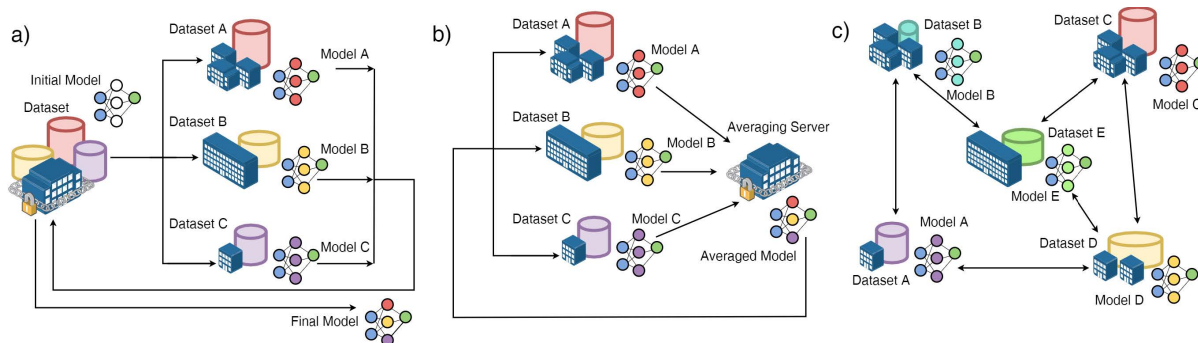 a)
Initial Model
Dataset
Dataset A
Model A
Dataset B
Model B
Dataset C
Model C
Final Model
b)
Dataset A
Model A
Dataset B
Model B
Dataset C
Model C
Averaging Server
Averaged Model
c)
Dataset B
Model B
Dataset C
Model C
Dataset E
Model E
Model A
Dataset A
Dataset D
Model D